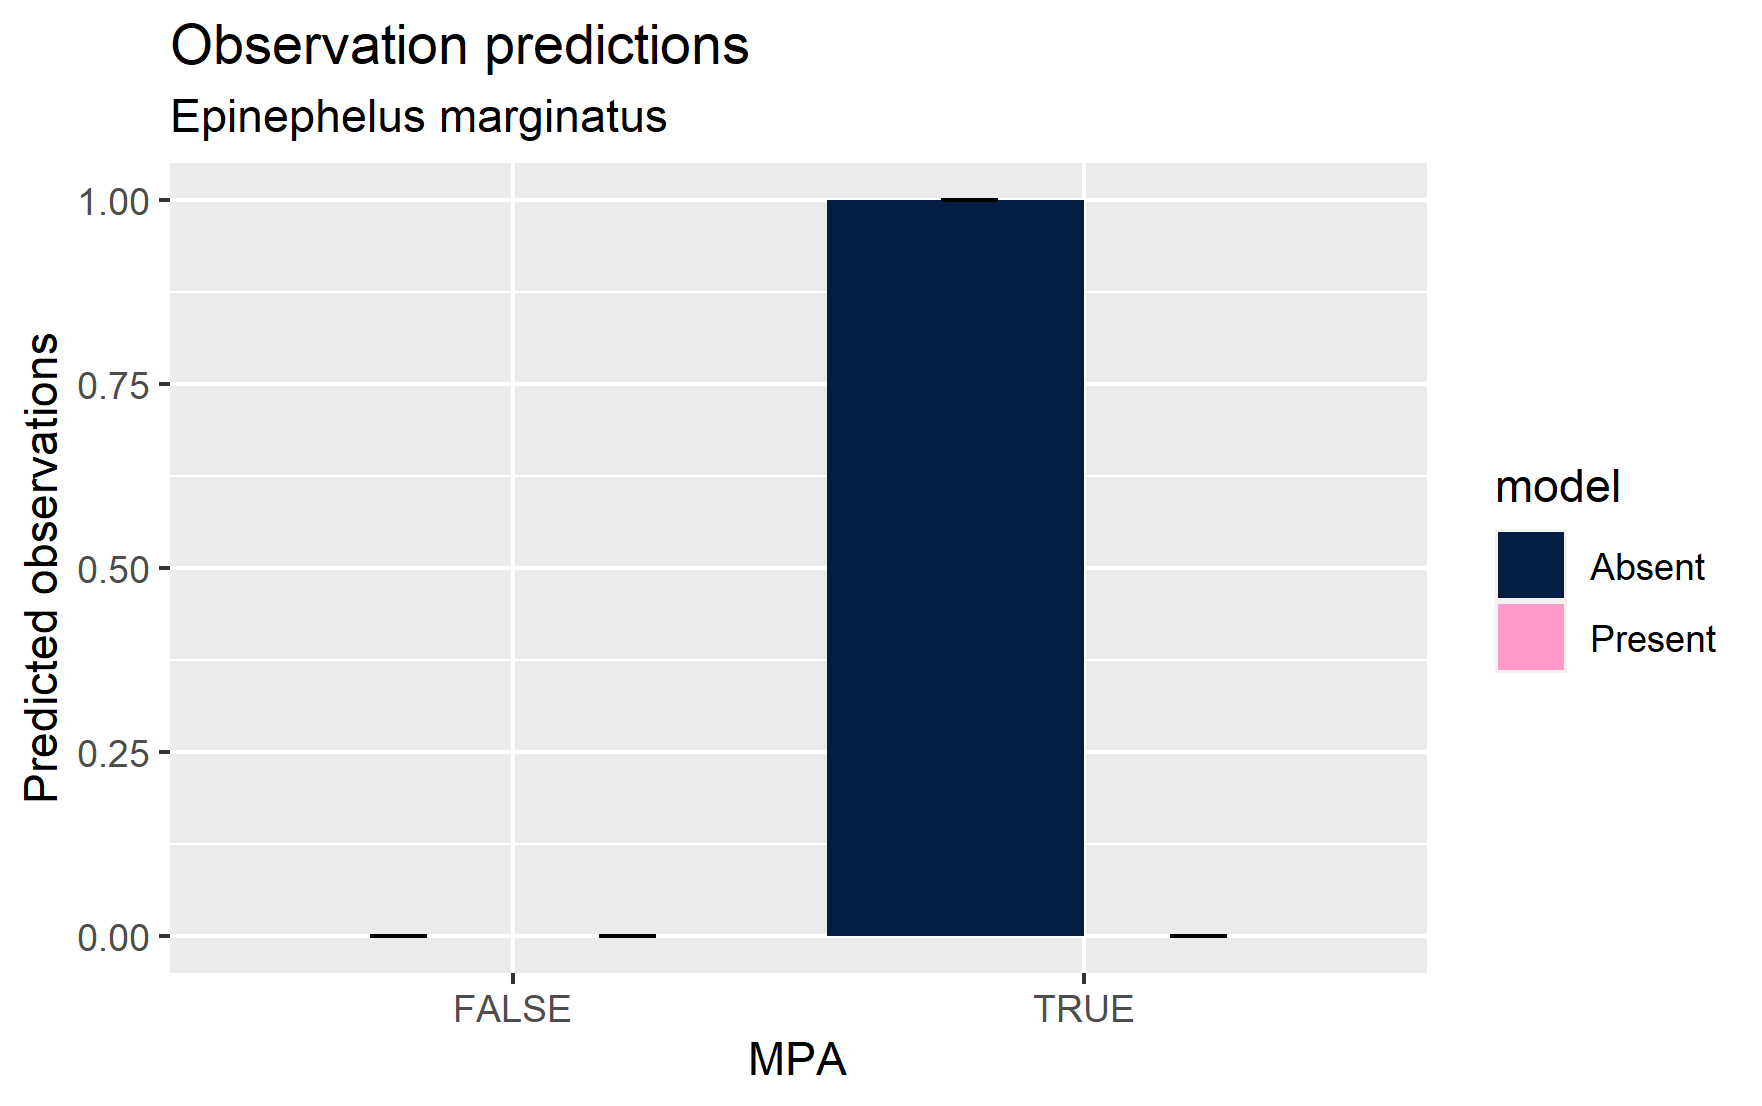 Observation predictions
Epinephelus marginatus
1.00
0.75
0.50
0.25
0.00
Predicted observations
FALSE
TRUE
MPA
model
Absent
Present